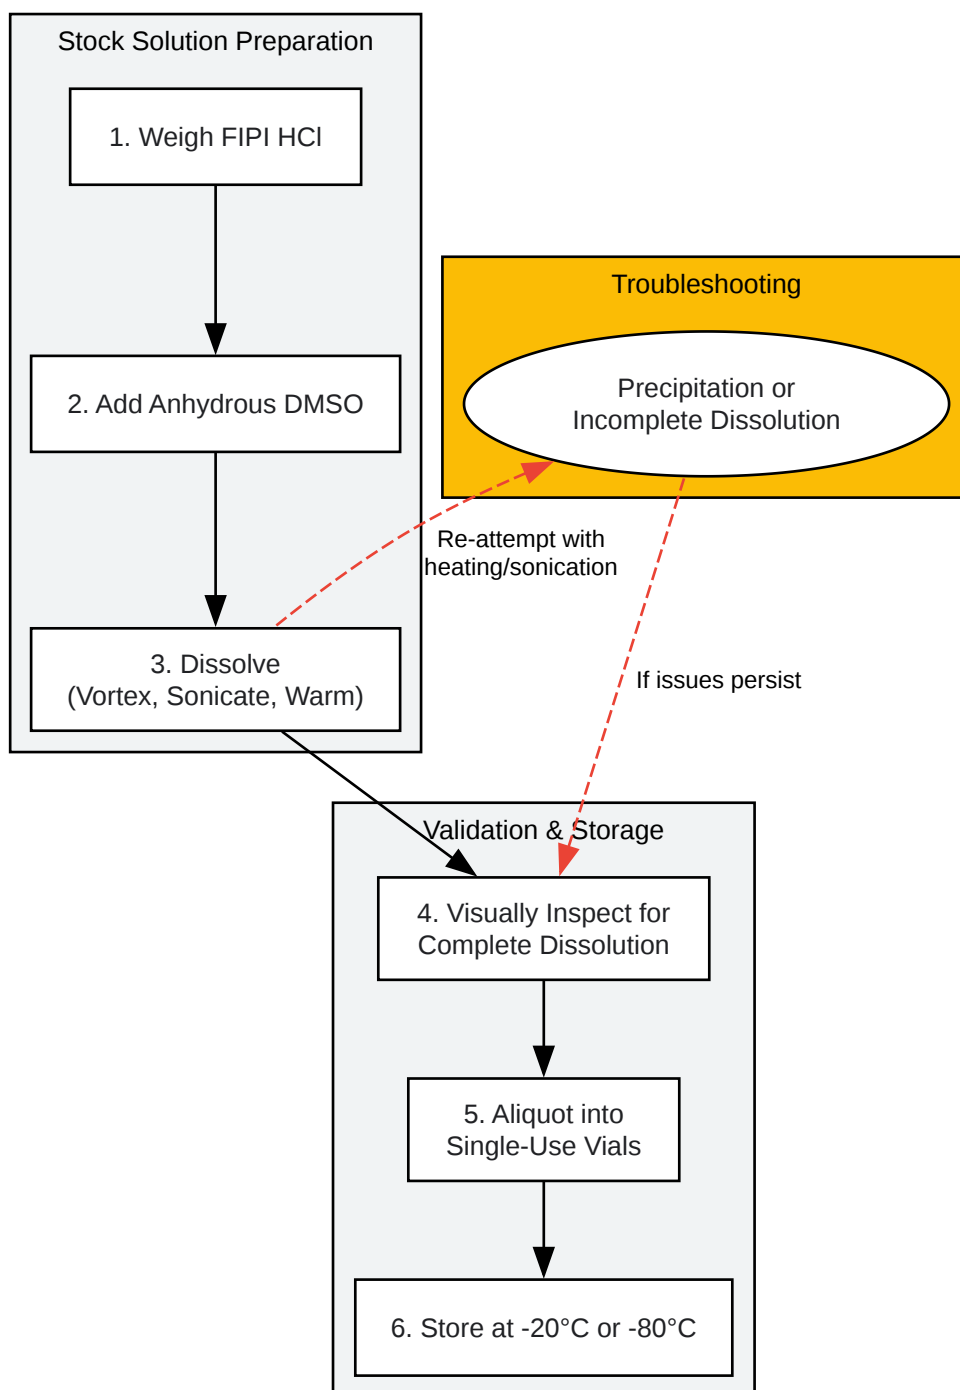 Stock Solution Preparation
1. Weigh FIPI HCl
2. Add Anhydrous DMSO
3. Dissolve
(Vortex, Sonicate, Warm)
Troubleshooting
Precipitation or
Incomplete Dissolution
Re-attempt with
heating/sonication
If issues persist
Validation & Storage
4. Visually Inspect for
Complete Dissolution
5. Aliquot into
Single-Use Vials
6. Store at -20°C or -80°C